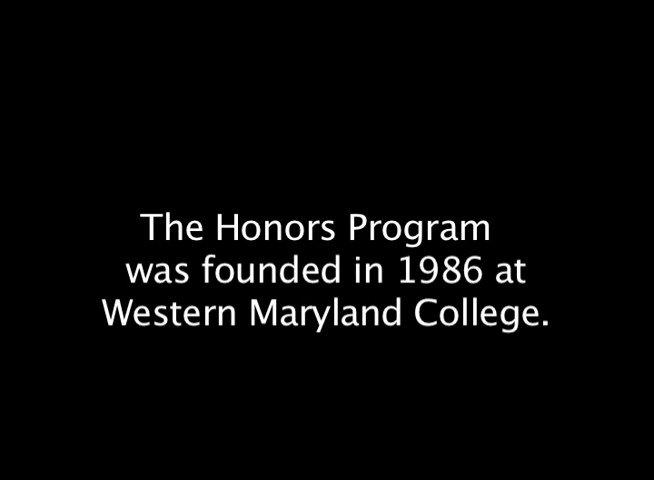 The Honors Program
was founded in 1986 at
Western Maryland College.